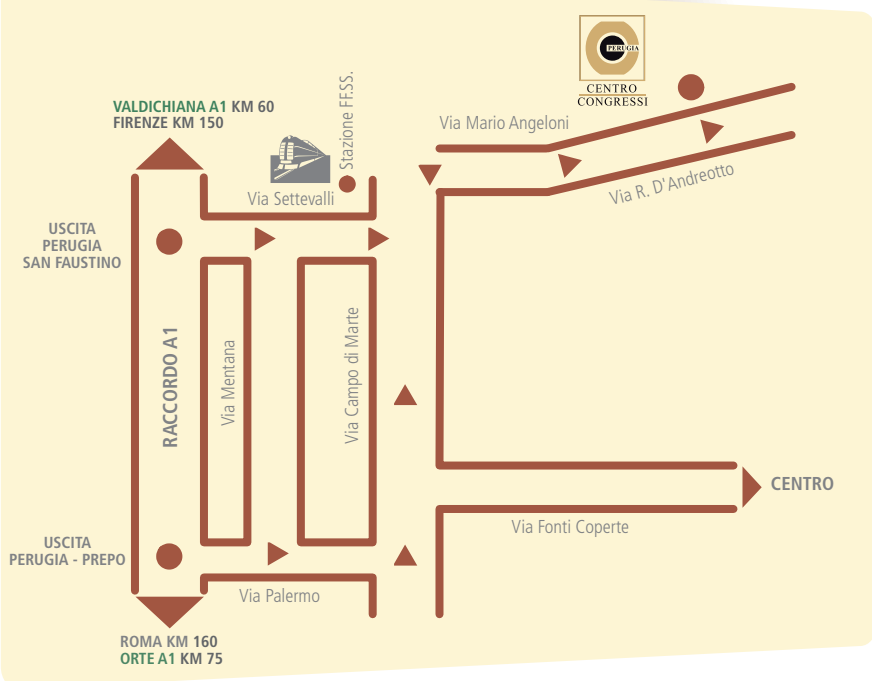 PERUGIA
CENTRO
CONGRESSI
VALDICHIANA A1 KM 60
FIRENZE KM 150
Stazione FF.SS.
Via Mario Angeloni
Via Settevalli
Via R. D'Andreotto
USCITA
PERUGIA
SAN FAUSTINO
RACCORDO A1
Via Mentana
Via Campo di Marte
CENTRO
Via Fonti Coperte
USCITA
PERUGIA - PREPO
Via Palermo
ROMA KM 160
ORTE A1 KM 75